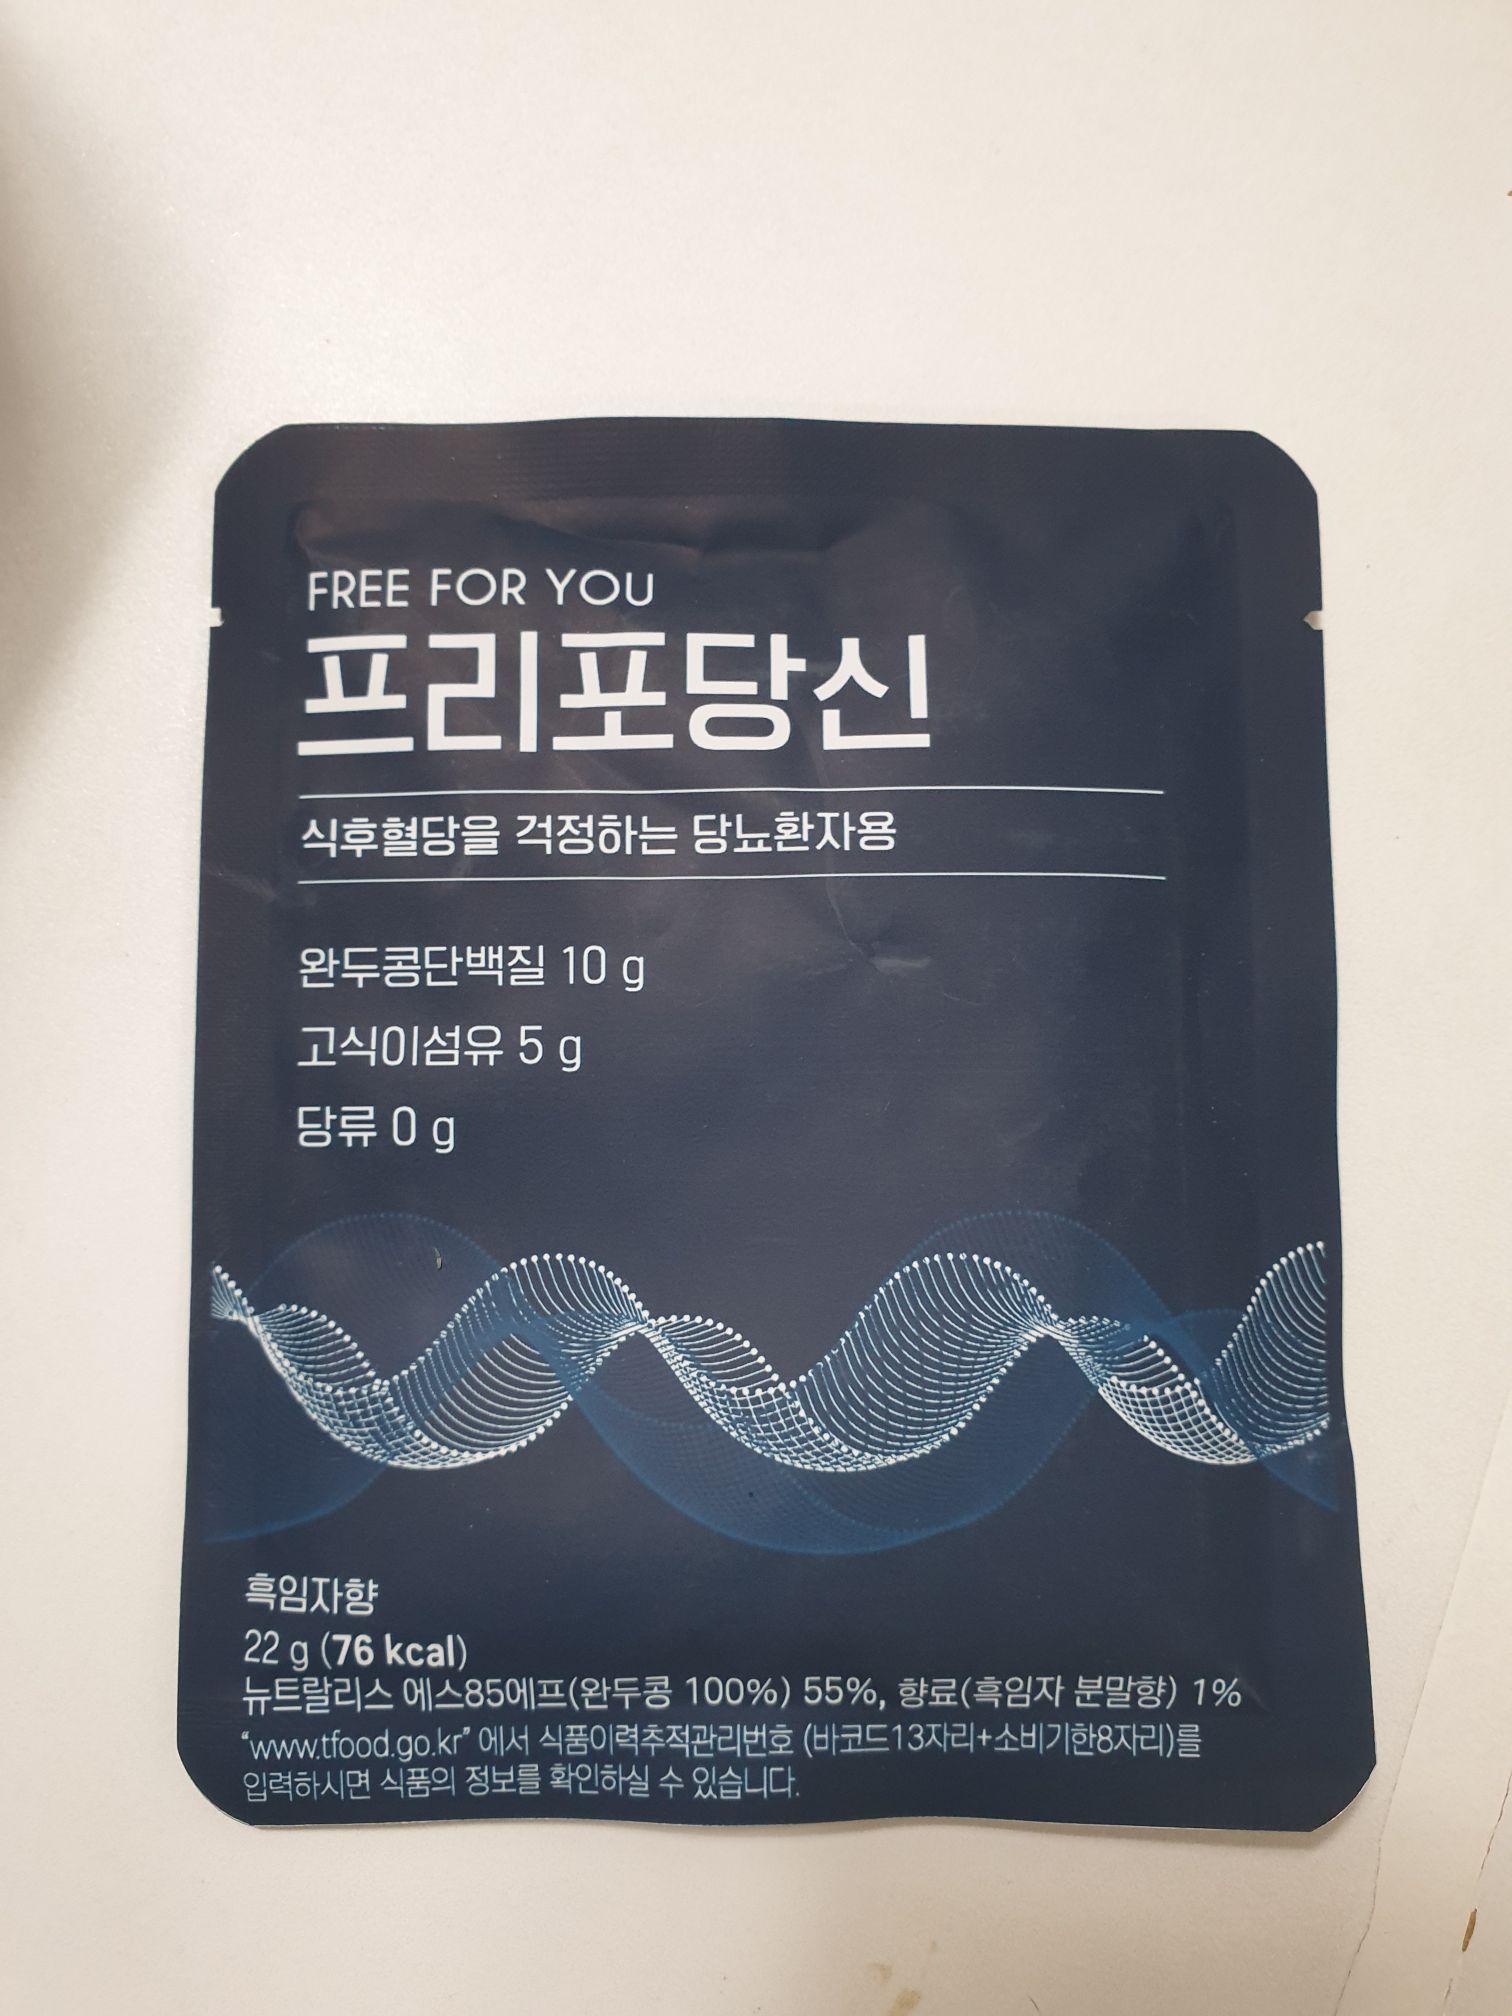 FREE FOR YOU
프리포당신
식후혈당을 걱정하는 당뇨환자용
완두콩단백질 10 g
고식이섬유 5 g
당류 0 g
흑임자향
22 g (76 kcal)
뉴트랄리스 에스85에프(완두콩 100%) 55%, 향료(흑임자 분말향) 1%
“www.tfood.go.kr” 에서 식품이력추적관리번호 (바코드13자리+소비기한8자리)를
입력하시면 식품의 정보를 확인하실 수 있습니다.